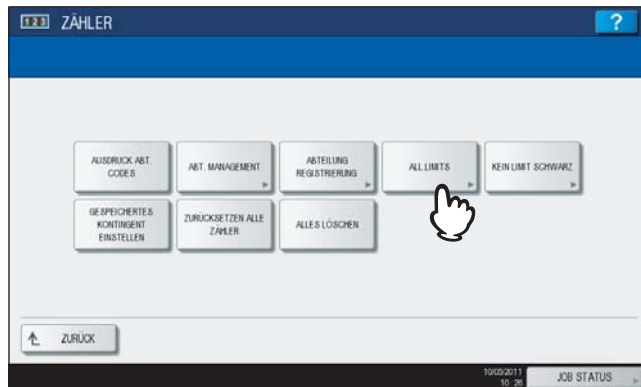 123 ZÄHLER
?
AUSDRUCK ABT.
CODES
ABT. MANAGEMENT
ABTEILUNG
REGISTRIERUNG
ALL LIMITS
KEIN LIMIT SCHWARZ
GESPEICHERTES
KONTINGENT
EINSTELLEN
ZURÜCKSETZEN ALLE
ZÄHLER
ALLES LÖSCHEN
ZURÜCK
10/03/2011
10:26
JOB STATUS